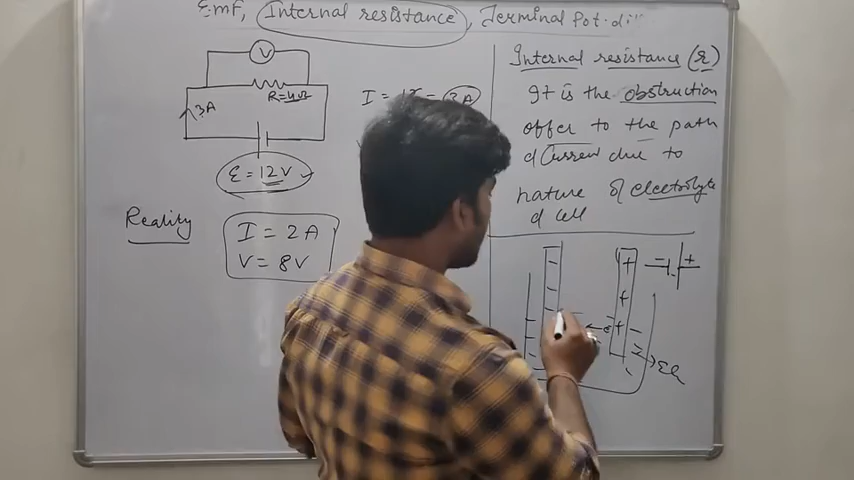 Emf, Internal resistance, Terminal Pot. diff
V
R=4Ω
3A
ε = 12V
Reality
I = 2A
V = 8V
I = 12 3A
Internal resistance (r)
It is the obstruction
offer to the path
of Current due to
nature of electrolyte
of cell